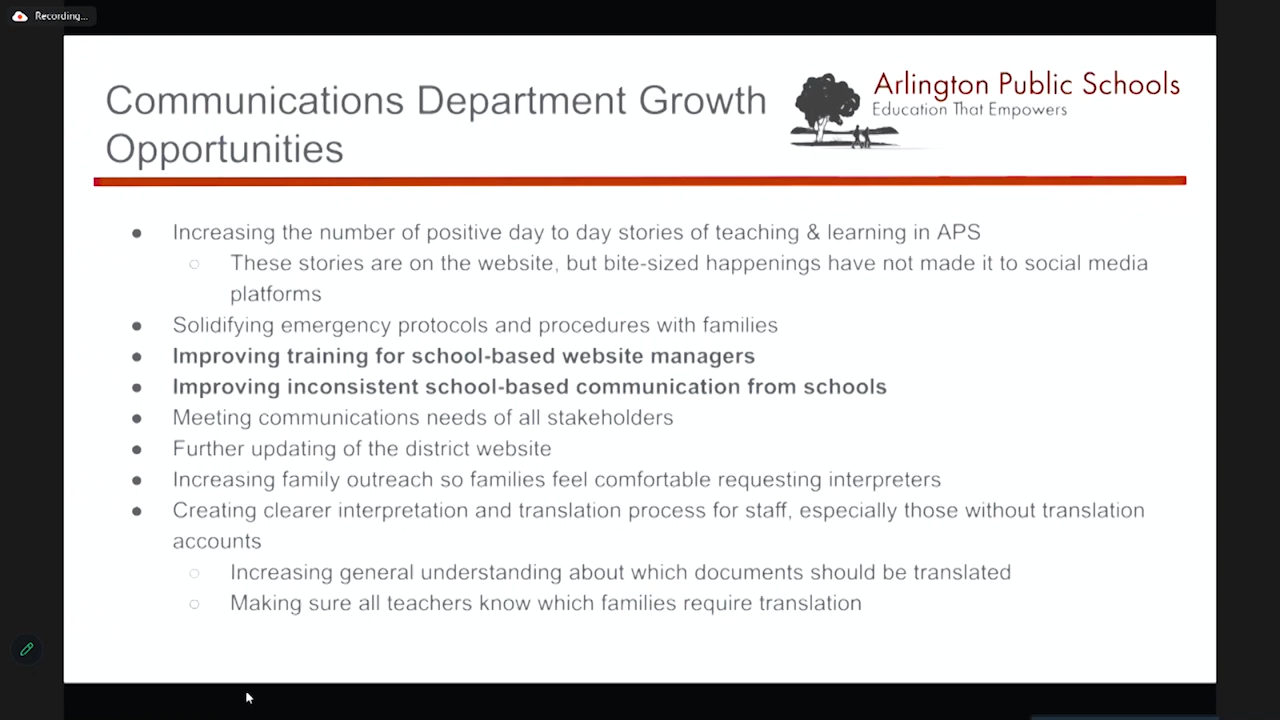 Recording...
Communications Department Growth
Opportunities
Arlington Public Schools
Education That Empowers
● Increasing the number of positive day to day stories of teaching & learning in APS
○ These stories are on the website, but bite-sized happenings have not made it to social media
platforms
● Solidifying emergency protocols and procedures with families
● Improving training for school-based website managers
● Improving inconsistent school-based communication from schools
● Meeting communications needs of all stakeholders
● Further updating of the district website
● Increasing family outreach so families feel comfortable requesting interpreters
● Creating clearer interpretation and translation process for staff, especially those without translation
accounts
○ Increasing general understanding about which documents should be translated
○ Making sure all teachers know which families require translation